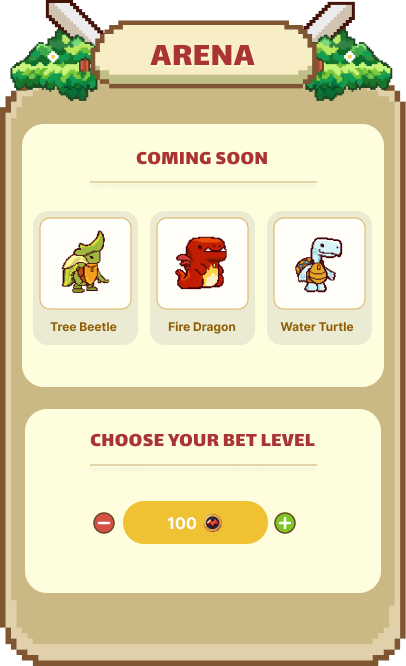 ARENA
COMING SOON
Tree Beetle
Fire Dragon
Water Turtle
CHOOSE YOUR BET LEVEL
100